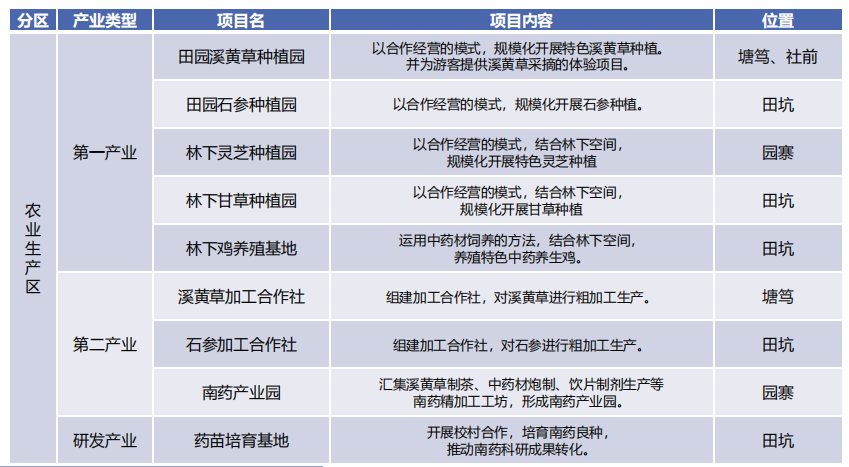 分区 产业类型 项目名 项目内容 位置
农业生产区
第一产业
田园溪黄草种植园
以合作经营的模式，规模化开展特色溪黄草种植。
并为游客提供溪黄草采摘的体验项目。
塘笃、社前
田园石参种植园
以合作经营的模式，规模化开展石参种植。
田坑
林下灵芝种植园
以合作经营的模式，结合林下空间，
规模化开展特色灵芝种植
园寨
林下甘草种植园
以合作经营的模式，结合林下空间，
规模化开展甘草种植
田坑
林下鸡养殖基地
运用中药材饲养的方法，结合林下空间，
养殖特色中药养生鸡。
田坑
第二产业
溪黄草加工合作社
组建加工合作社，对溪黄草进行粗加工生产。
塘笃
石参加工合作社
组建加工合作社，对石参进行粗加工生产。
田坑
南药产业园
汇集溪黄草制茶、中药材炮制、饮片制剂生产等
南药精加工工坊，形成南药产业园。
园寨
研发产业
药苗培育基地
开展校村合作，培育南药良种，
推动南药科研成果转化。
田坑